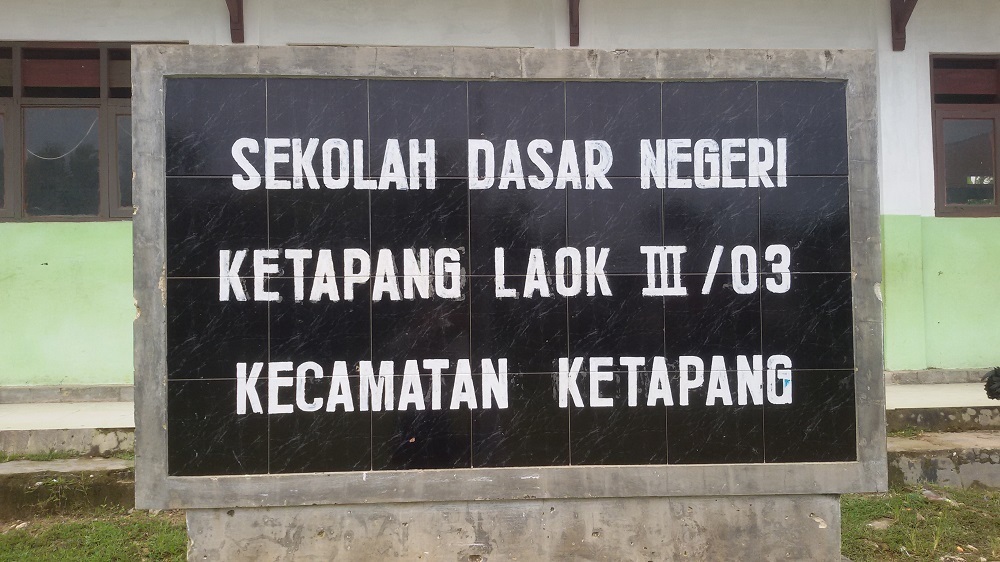 SEKOLAH DASAR NEGERI
KETAPANG LAOK III /03
KECAMATAN KETAPANG